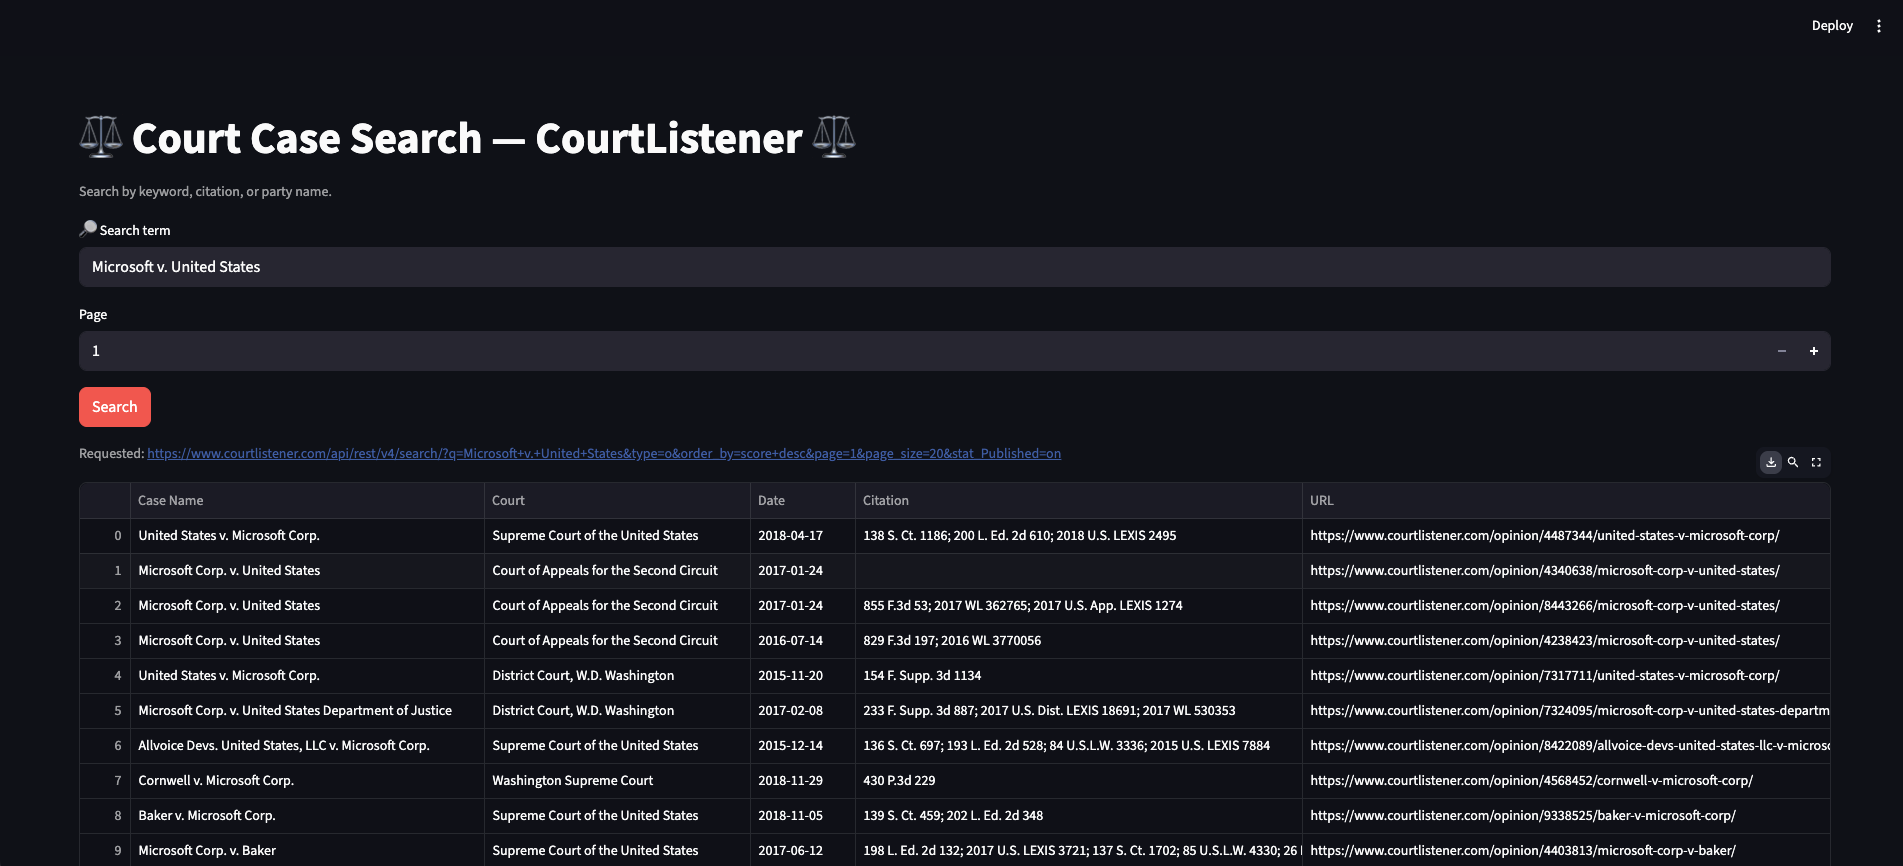 Deploy
Court Case Search — CourtListener
Search by keyword, citation, or party name.
Search term
Microsoft v. United States
Page
1
Search
Requested: https://www.courtlistener.com/api/rest/v4/search/?q=Microsoft+v.+United+States&type=o&order_by=score+desc&page=1&page_size=20&stat_Published=on
Case Name Court Date Citation URL
0 United States v. Microsoft Corp. Supreme Court of the United States 2018-04-17 138 S. Ct. 1186; 200 L. Ed. 2d 610; 2018 U.S. LEXIS 2495 https://www.courtlistener.com/opinion/4487344/united-states-v-microsoft-corp/
1 Microsoft Corp. v. United States Court of Appeals for the Second Circuit 2017-01-24 https://www.courtlistener.com/opinion/4340638/microsoft-corp-v-united-states/
2 Microsoft Corp. v. United States Court of Appeals for the Second Circuit 2017-01-24 855 F.3d 53; 2017 WL 362765; 2017 U.S. App. LEXIS 1274 https://www.courtlistener.com/opinion/8443266/microsoft-corp-v-united-states/
3 Microsoft Corp. v. United States Court of Appeals for the Second Circuit 2016-07-14 829 F.3d 197; 2016 WL 3770056 https://www.courtlistener.com/opinion/4238423/microsoft-corp-v-united-states/
4 United States v. Microsoft Corp. District Court, W.D. Washington 2015-11-20 154 F. Supp. 3d 1134 https://www.courtlistener.com/opinion/7317711/united-states-v-microsoft-corp/
5 Microsoft Corp. v. United States Department of Justice District Court, W.D. Washington 2017-02-08 233 F. Supp. 3d 887; 2017 U.S. Dist. LEXIS 18691; 2017 WL 530353 https://www.courtlistener.com/opinion/7324095/microsoft-corp-v-united-states-departm
6 Allvoice Devs. United States, LLC v. Microsoft Corp. Supreme Court of the United States 2015-12-14 136 S. Ct. 697; 193 L. Ed. 2d 528; 84 U.S.L.W. 3336; 2015 U.S. LEXIS 7884 https://www.courtlistener.com/opinion/8422089/allvoice-devs-united-states-llc-v-microso
7 Cornwell v. Microsoft Corp. Washington Supreme Court 2018-11-29 430 P.3d 229 https://www.courtlistener.com/opinion/4568452/cornwell-v-microsoft-corp/
8 Baker v. Microsoft Corp. Supreme Court of the United States 2018-11-05 139 S. Ct. 459; 202 L. Ed. 2d 348 https://www.courtlistener.com/opinion/9338525/baker-v-microsoft-corp/
9 Microsoft Corp. v. Baker Supreme Court of the United States 2017-06-12 198 L. Ed. 2d 132; 2017 U.S. LEXIS 3721; 137 S. Ct. 1702; 85 U.S.L.W. 4330; 26 https://www.courtlistener.com/opinion/4403813/microsoft-corp-v-baker/